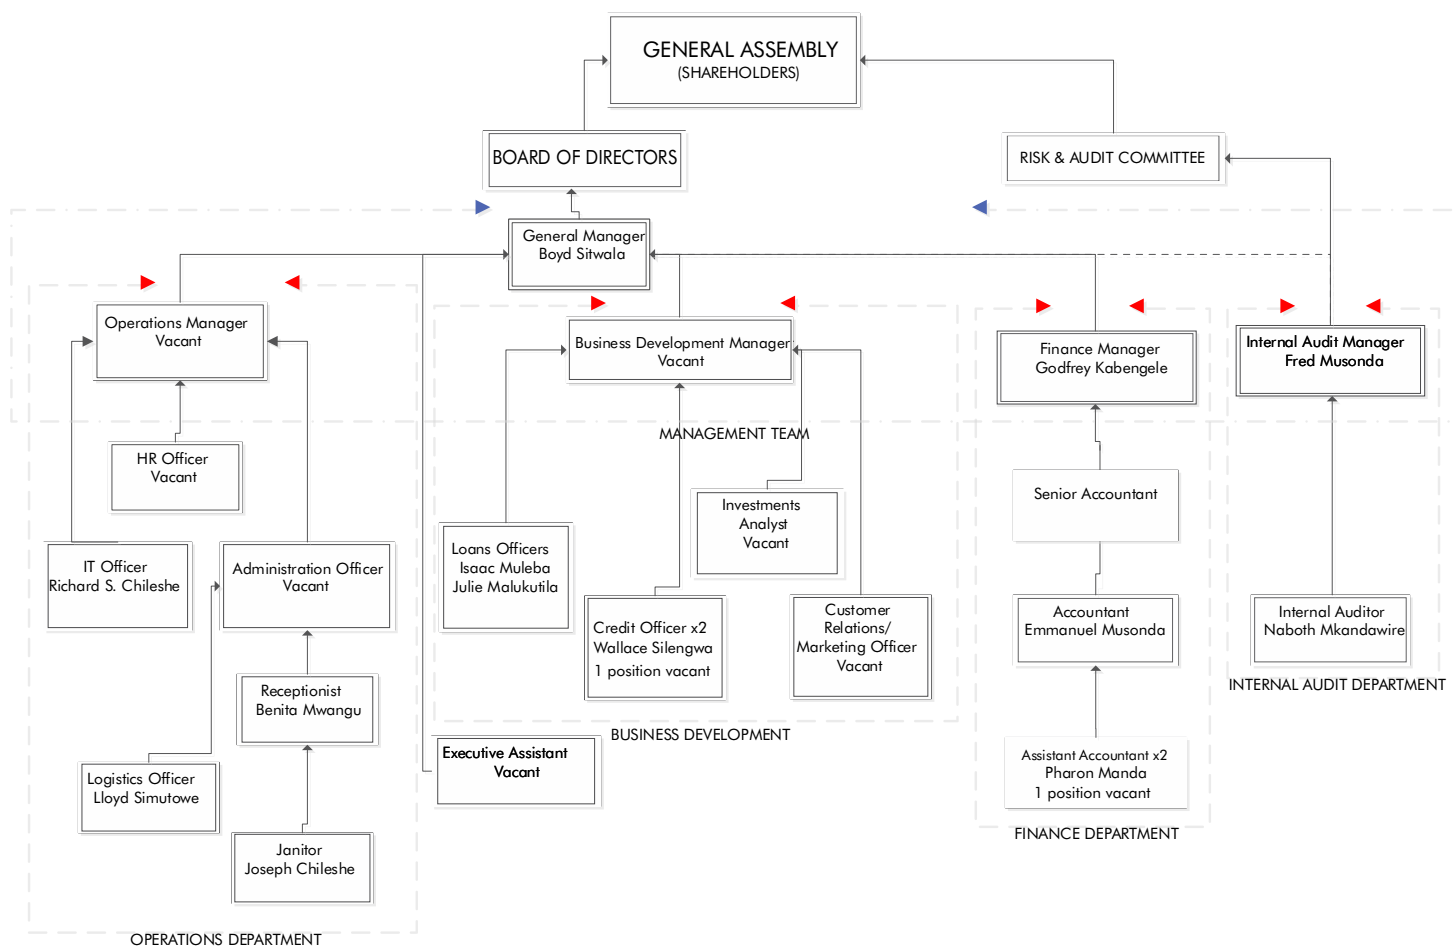 GENERAL ASSEMBLY
(SHAREHOLDERS)
BOARD OF DIRECTORS
RISK & AUDIT COMMITTEE
General Manager
Boyd Sitwala
Operations Manager
Vacant
Business Development Manager
Vacant
Finance Manager
Godfrey Kabengele
Internal Audit Manager
Fred Musonda
MANAGEMENT TEAM
HR Officer
Vacant
IT Officer
Richard S. Chileshe
Administration Officer
Vacant
Receptionist
Benita Mwangu
Logistics Officer
Lloyd Simutowe
Janitor
Joseph Chileshe
OPERATIONS DEPARTMENT
Loans Officers
Isaac Muleba
Julie Malukutila
Credit Officer x2
Wallace Silengwa
1 position vacant
Investments
Analyst
Vacant
Customer
Relations/
Marketing Officer
Vacant
BUSINESS DEVELOPMENT
Executive Assistant
Vacant
Senior Accountant
Accountant
Emmanuel Musonda
Assistant Accountant x2
Pharon Manda
1 position vacant
FINANCE DEPARTMENT
Internal Auditor
Naboth Mkandawire
INTERNAL AUDIT DEPARTMENT